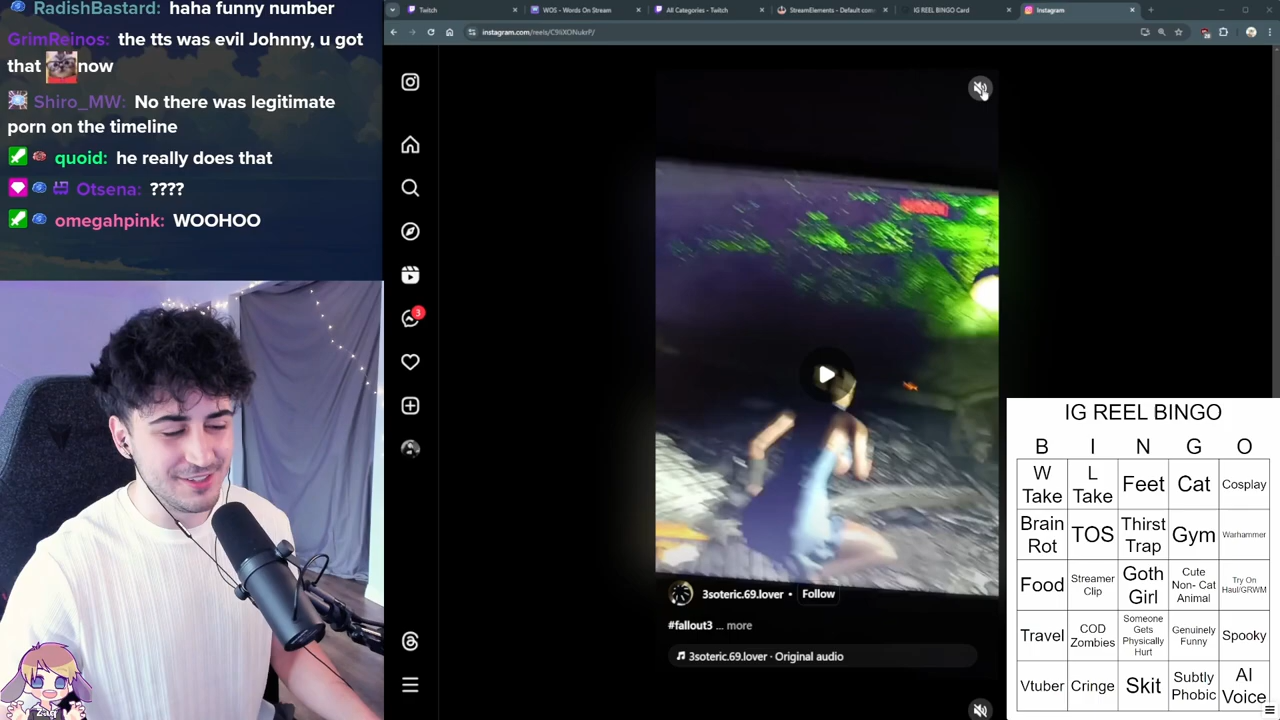 RadishBastard: haha funny number
GrimReinos: the tts was evil Johnny, u got
that now
Shiro_MW: No there was legitimate
porn on the timeline
quoid: he really does that
Otsena: ????
omegahpink: WOOHOO
Twitch
WOS - Words On Stream
All Categories - Twitch
StreamElements - Default com
IG REEL BINGO Card
Instagram
3
3soteric.69.lover • Follow
#fallout3 ... more
3soteric.69.lover · Original audio
IG REEL BINGO
B I N G O
W
Take
L
Take
Feet
Cat
Cosplay
Brain
Rot
TOS
Thirst
Trap
Gym
Warhammer
Food
Streamer
Clip
Goth
Girl
Cute
Non- Cat
Animal
Try On
Haul/GRWM
Travel
COD
Zombies
Someone
Gets
Physically
Hurt
Genuinely
Funny
Spooky
Vtuber
Cringe
Skit
Subtly
Phobic
AI
Voice